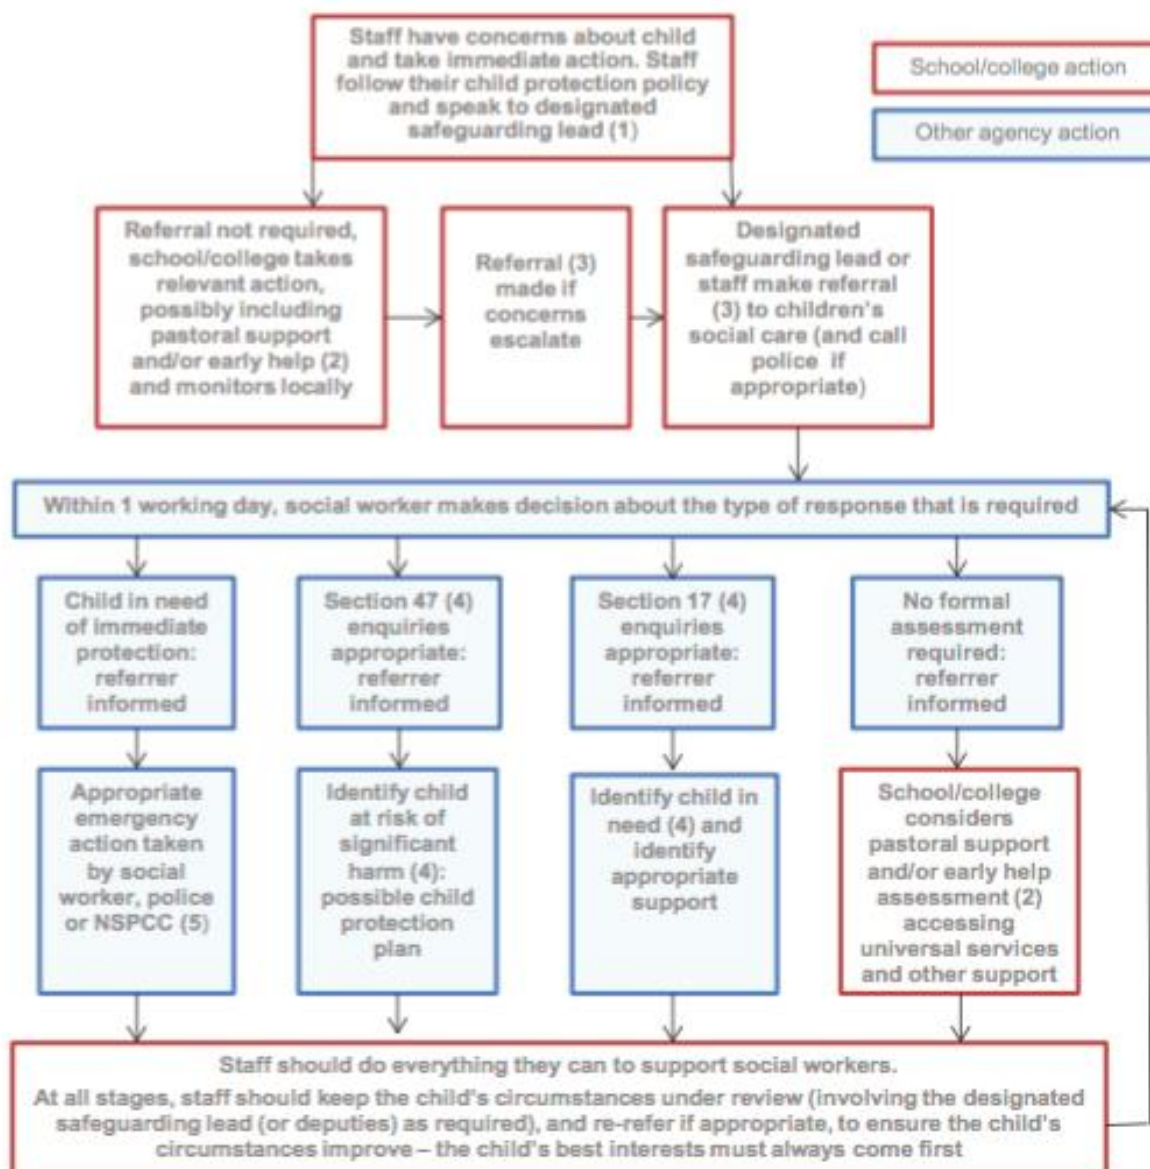 Staff have concerns about child
and take immediate action. Staff
follow their child protection policy
and speak to designated
safeguarding lead (1)
School/college action
Other agency action
Referral not required,
school/college takes
relevant action,
possibly including
pastoral support
and/or early help (2)
and monitors locally
Referral (3)
made if
concerns
escalate
Designated
safeguarding lead or
staff make referral
(3) to children's
social care (and call
police if
appropriate)
Within 1 working day, social worker makes decision about the type of response that is required
Child in need
of immediate
protection:
referrer
informed
Section 47 (4)
enquiries
appropriate:
referrer
informed
Section 17 (4)
enquiries
appropriate:
referrer
informed
No formal
assessment
required:
referrer
informed
Appropriate
emergency
action taken
by social
worker, police
or NSPCC (5)
Identify child
at risk of
significant
harm (4):
possible child
protection
plan
Identify child in
need (4) and
identify
appropriate
support
School/college
considers
pastoral support
and/or early help
assessment (2)
accessing
universal services
and other support
Staff should do everything they can to support social workers.
At all stages, staff should keep the child's circumstances under review (involving the designated
safeguarding lead (or deputies) as required), and re-refer if appropriate, to ensure the child's
circumstances improve – the child's best interests must always come first